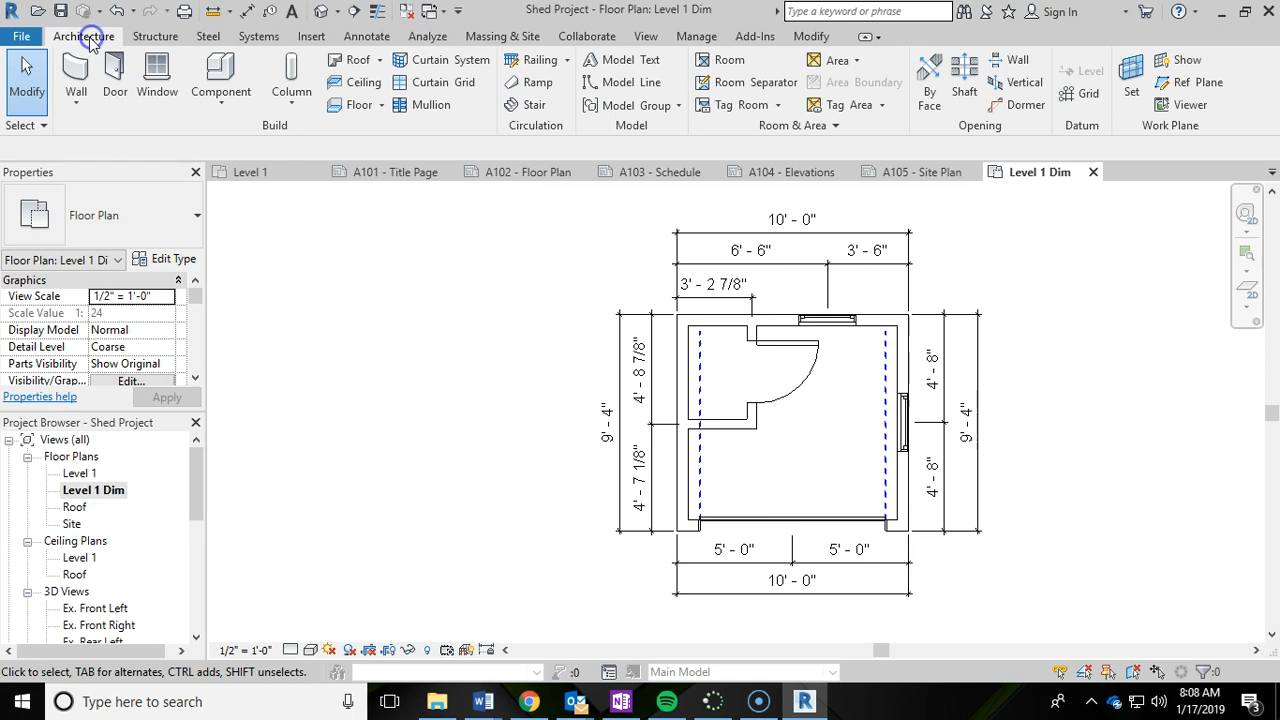 Shed Project - Floor Plan: Level 1 Dim
Type a keyword or phrase
Sign In
File Architecture Structure Steel Systems Insert Annotate Analyze Massing & Site Collaborate View Manage Add-Ins Modify
Modify
Wall
Door
Window
Component
Column
Roof
Ceiling
Floor
Curtain System
Curtain Grid
Mullion
Railing
Ramp
Stair
Model Text
Model Line
Model Group
Room
Room Separator
Tag Room
Area
Area Boundary
Tag Area
By
Face
Shaft
Wall
Vertical
Dormer
Level
Grid
Set
Show
Ref Plane
Viewer
Select Build Circulation Model Room & Area Opening Datum Work Plane
Properties
Level 1 A101 - Title Page A102 - Floor Plan A103 - Schedule A104 - Elevations A105 - Site Plan Level 1 Dim
Floor Plan
Floor Plan: Level 1 Di Edit Type
Graphics
View Scale 1/2" = 1'-0"
Scale Value 1: 24
Display Model Normal
Detail Level Coarse
Parts Visibility Show Original
Visibility/Grap... Edit...
Properties help Apply
Project Browser - Shed Project
Views (all)
Floor Plans
Level 1
Level 1 Dim
Roof
Site
Ceiling Plans
Level 1
Roof
3D Views
Ex. Front Left
Ex. Front Right
Ex. Rear Left
10' - 0"
6' - 6" 3' - 6"
3' - 2 7/8"
9' - 4"
4' - 8 7/8"
4' - 7 1/8"
4' - 8"
4' - 8"
9' - 4"
5' - 0" 5' - 0"
10' - 0"
2D
2D
1/2" = 1'-0"
Click to select, TAB for alternates, CTRL adds, SHIFT unselects.
:0
Main Model
:0
Type here to search
8:08 AM
1/17/2019
3